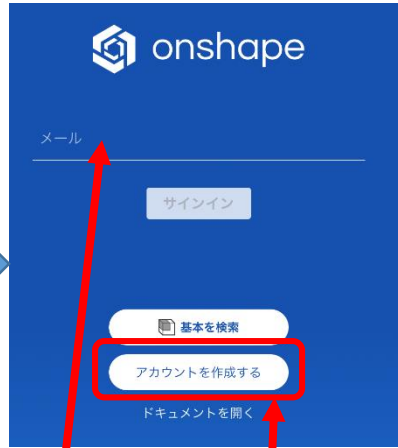 onshape
メール
サインイン
基本を検索
アカウントを作成する
ドキュメントを開く